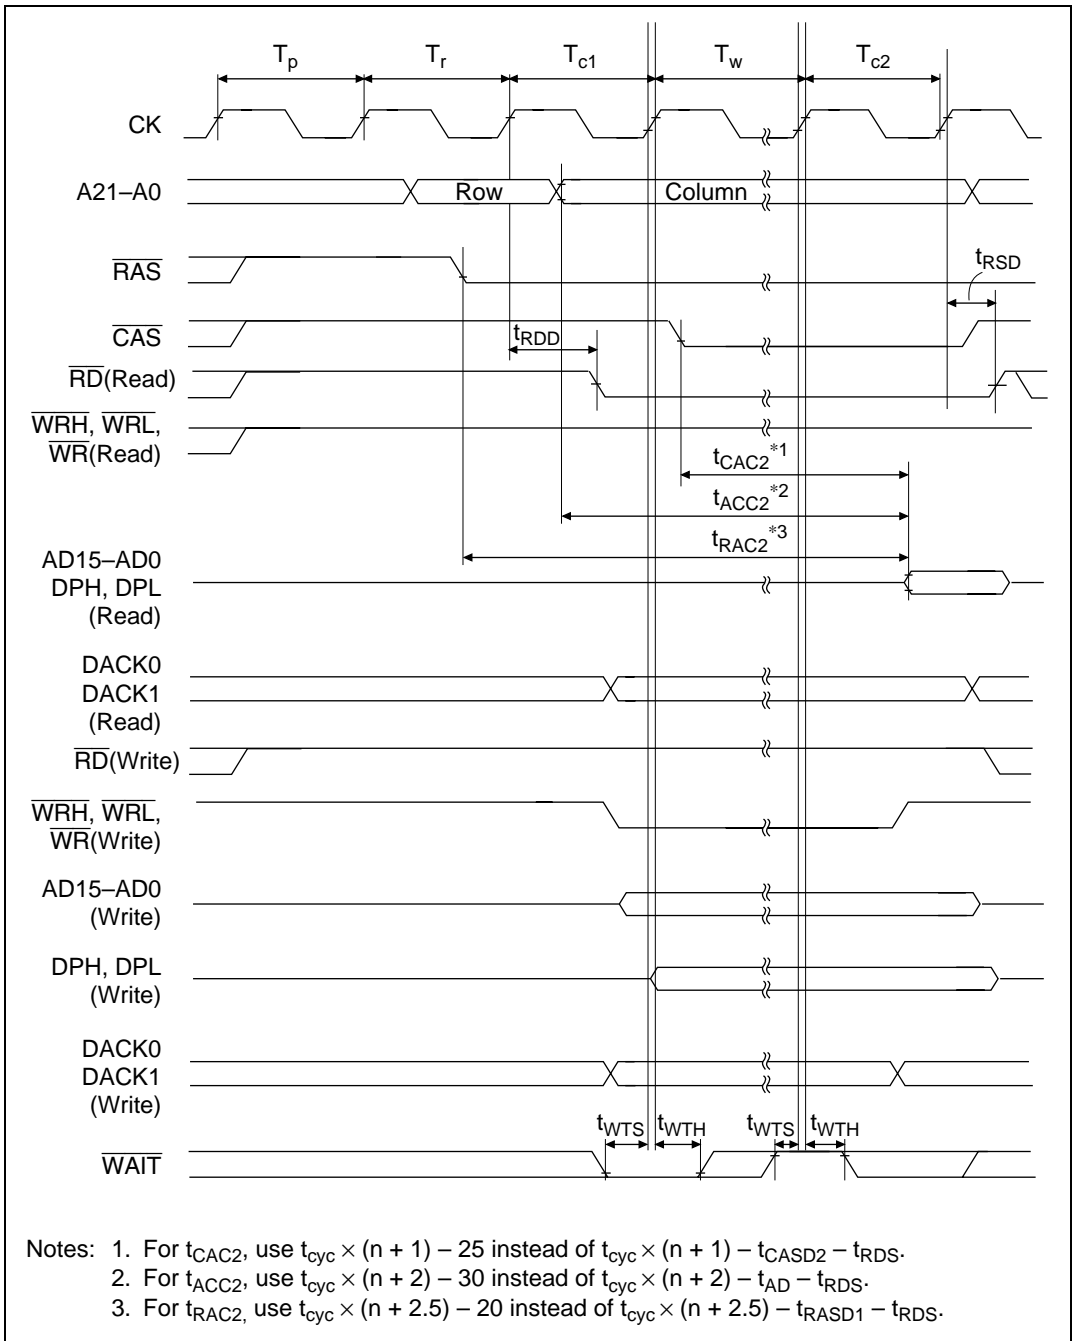 Tp Tr Tc1 Tw Tc2
CK
A21–A0 Row Column
RAS
tRSD
CAS
tRDD
RD(Read)
WRH, WRL,
WR(Read)
tCAC2*1
tACC2*2
tRAC2*3
AD15–AD0
DPH, DPL
(Read)
DACK0
DACK1
(Read)
RD(Write)
WRH, WRL,
WR(Write)
AD15–AD0
(Write)
DPH, DPL
(Write)
DACK0
DACK1
(Write)
tWTS tWTH tWTS tWTH
WAIT
Notes: 1. For tCAC2, use tcyc × (n + 1) – 25 instead of tcyc × (n + 1) – tCASD2 – tRDS.
2. For tACC2, use tcyc × (n + 2) – 30 instead of tcyc × (n + 2) – tAD – tRDS.
3. For tRAC2, use tcyc × (n + 2.5) – 20 instead of tcyc × (n + 2.5) – tRASD1 – tRDS.